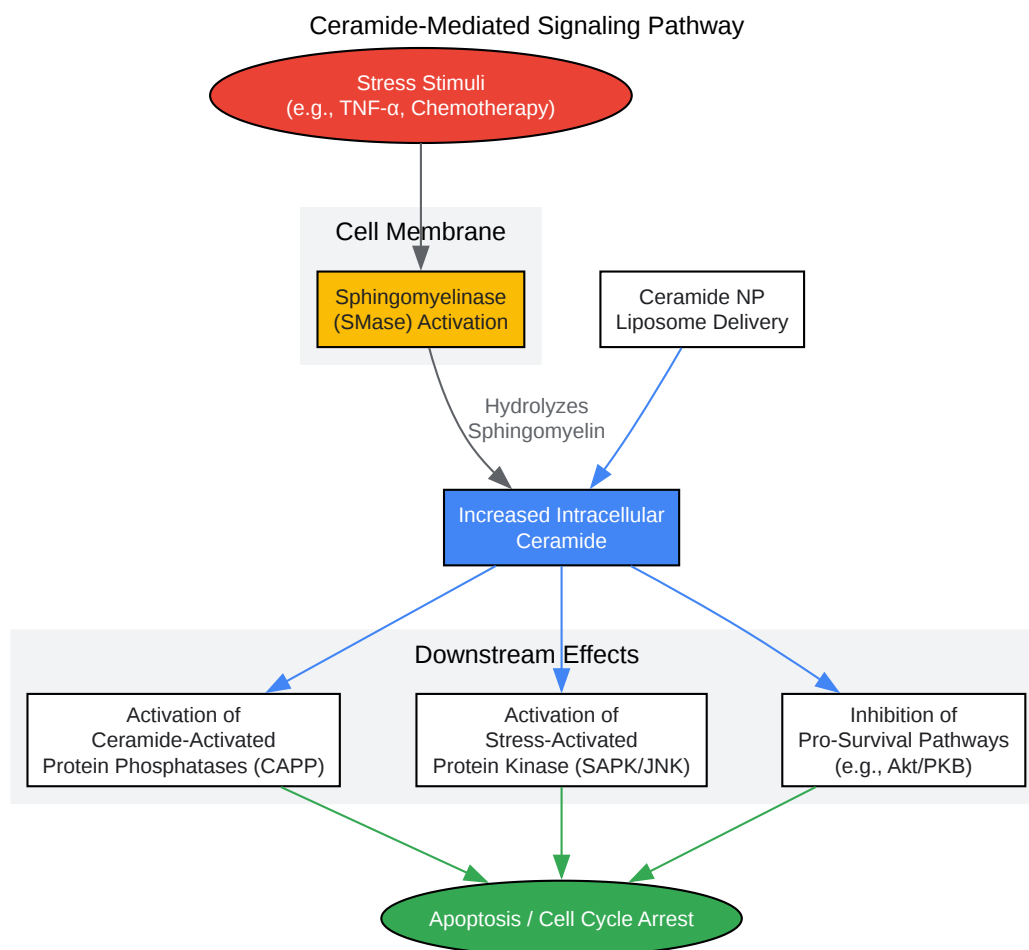 Ceramide-Mediated Signaling Pathway
Stress Stimuli
(e.g., TNF-α, Chemotherapy)
Cell Membrane
Sphingomyelinase
(SMase) Activation
Ceramide NP
Liposome Delivery
Hydrolyzes
Sphingomyelin
Increased Intracellular
Ceramide
Downstream Effects
Activation of
Ceramide-Activated
Protein Phosphatases (CAPP)
Activation of
Stress-Activated
Protein Kinase (SAPK/JNK)
Inhibition of
Pro-Survival Pathways
(e.g., Akt/PKB)
Apoptosis / Cell Cycle Arrest